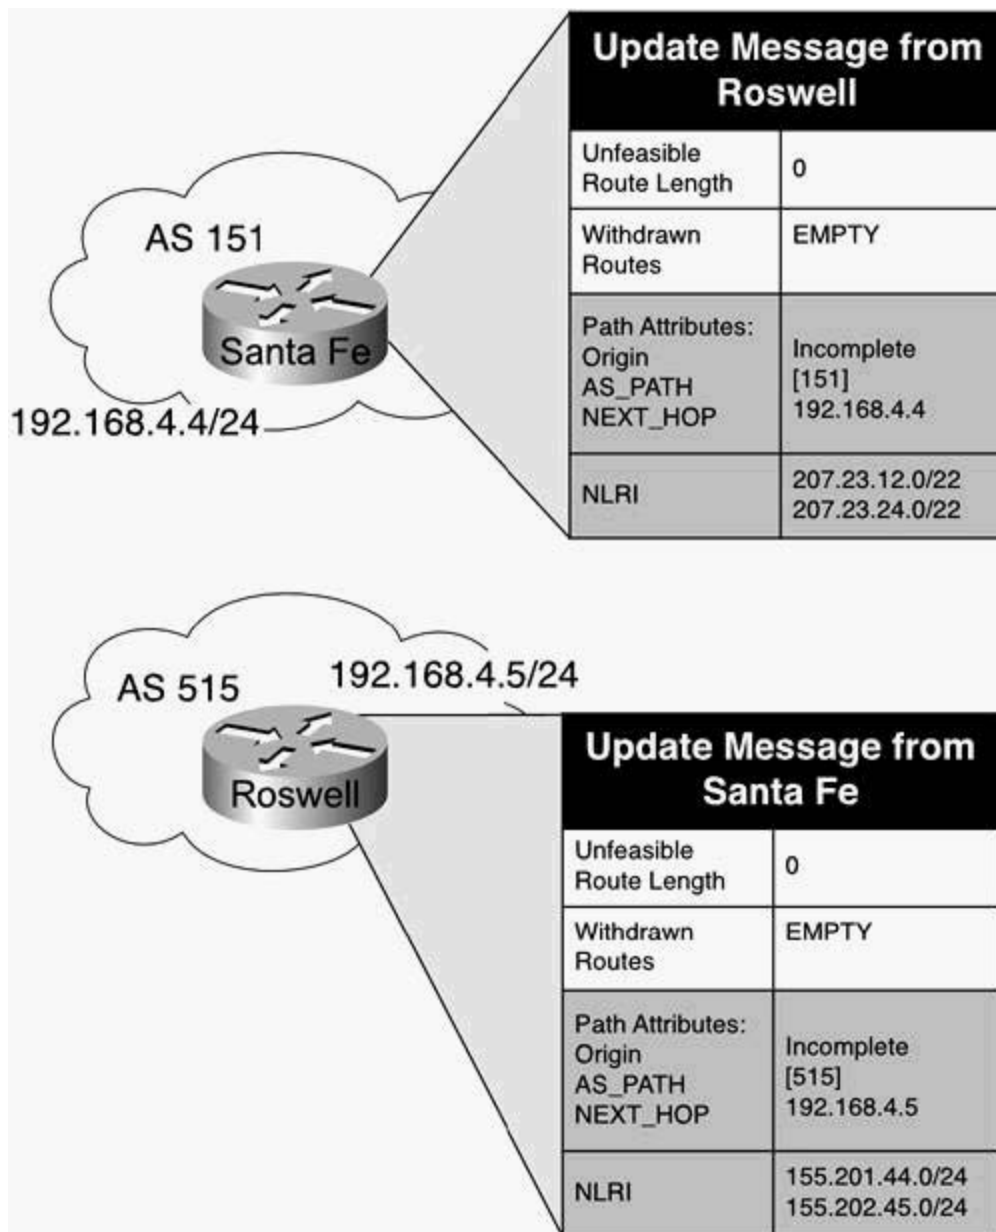 Update Message from
Roswell
Unfeasible
Route Length
0
Withdrawn
Routes
EMPTY
Path Attributes:
Origin
AS_PATH
NEXT_HOP
Incomplete
[151]
192.168.4.4
NLRI
207.23.12.0/22
207.23.24.0/22
AS 151
Santa Fe
192.168.4.4/24
AS 515
192.168.4.5/24
Roswell
Update Message from
Santa Fe
Unfeasible
Route Length
0
Withdrawn
Routes
EMPTY
Path Attributes:
Origin
AS_PATH
NEXT_HOP
Incomplete
[515]
192.168.4.5
NLRI
155.201.44.0/24
155.202.45.0/24